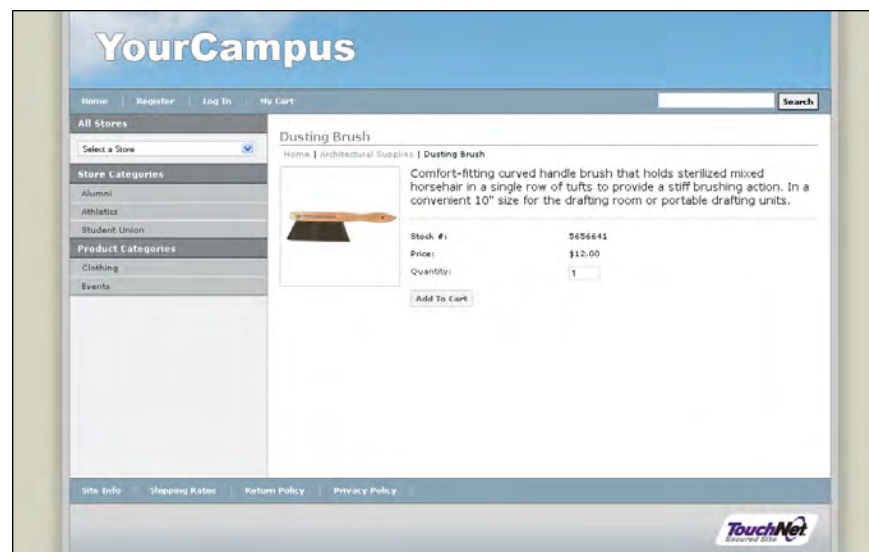 YourCampus
Home | Register | Log In | My Cart
Search
All Stores
Select a Store
Store Categories
Alumni
Athletics
Student Union
Product Categories
Clothing
Events
Dusting Brush
Home | Architectural Supplies | Dusting Brush
Comfort-fitting curved handle brush that holds sterilized mixed
horsehair in a single row of tufts to provide a stiff brushing action. In a
convenient 10" size for the drafting room or portable drafting units.
Stock #: 5656641
Price: $12.00
Quantity: 1
Add To Cart
Site Info | Shipping Rates | Return Policy | Privacy Policy
TouchNet
Secured Site